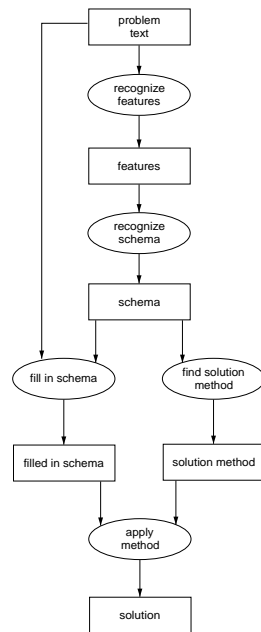 problem
text
recognize
features
features
recognize
schema
schema
fill in schema
find solution
method
filled in schema
solution method
apply
method
solution